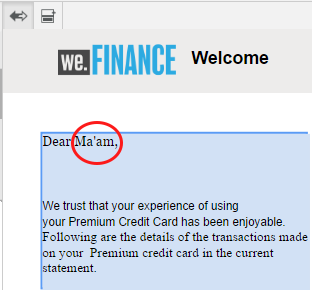 we.FINANCE Welcome
Dear Ma'am,
We trust that your experience of using
your Premium Credit Card has been enjoyable.
Following are the details of the transactions made
on your Premium credit card in the current
statement.